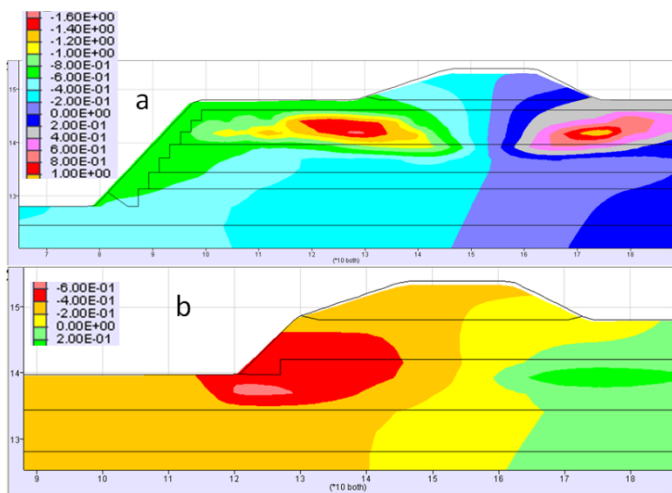 -1.60E+00
-1.40E+00
-1.20E+00
-1.00E+00
-8.00E-01
-6.00E-01
-4.00E-01
-2.00E-01
0.00E+00
2.00E-01
4.00E-01
6.00E-01
8.00E-01
1.00E+00
a
15
14
13
7 8 9 10 11 12 13 14 15 16 17 18
(*10 both)
-6.00E-01
-4.00E-01
-2.00E-01
0.00E+00
2.00E-01
b
15
14
13
9 10 11 12 13 14 15 16 17 18
(*10 both)